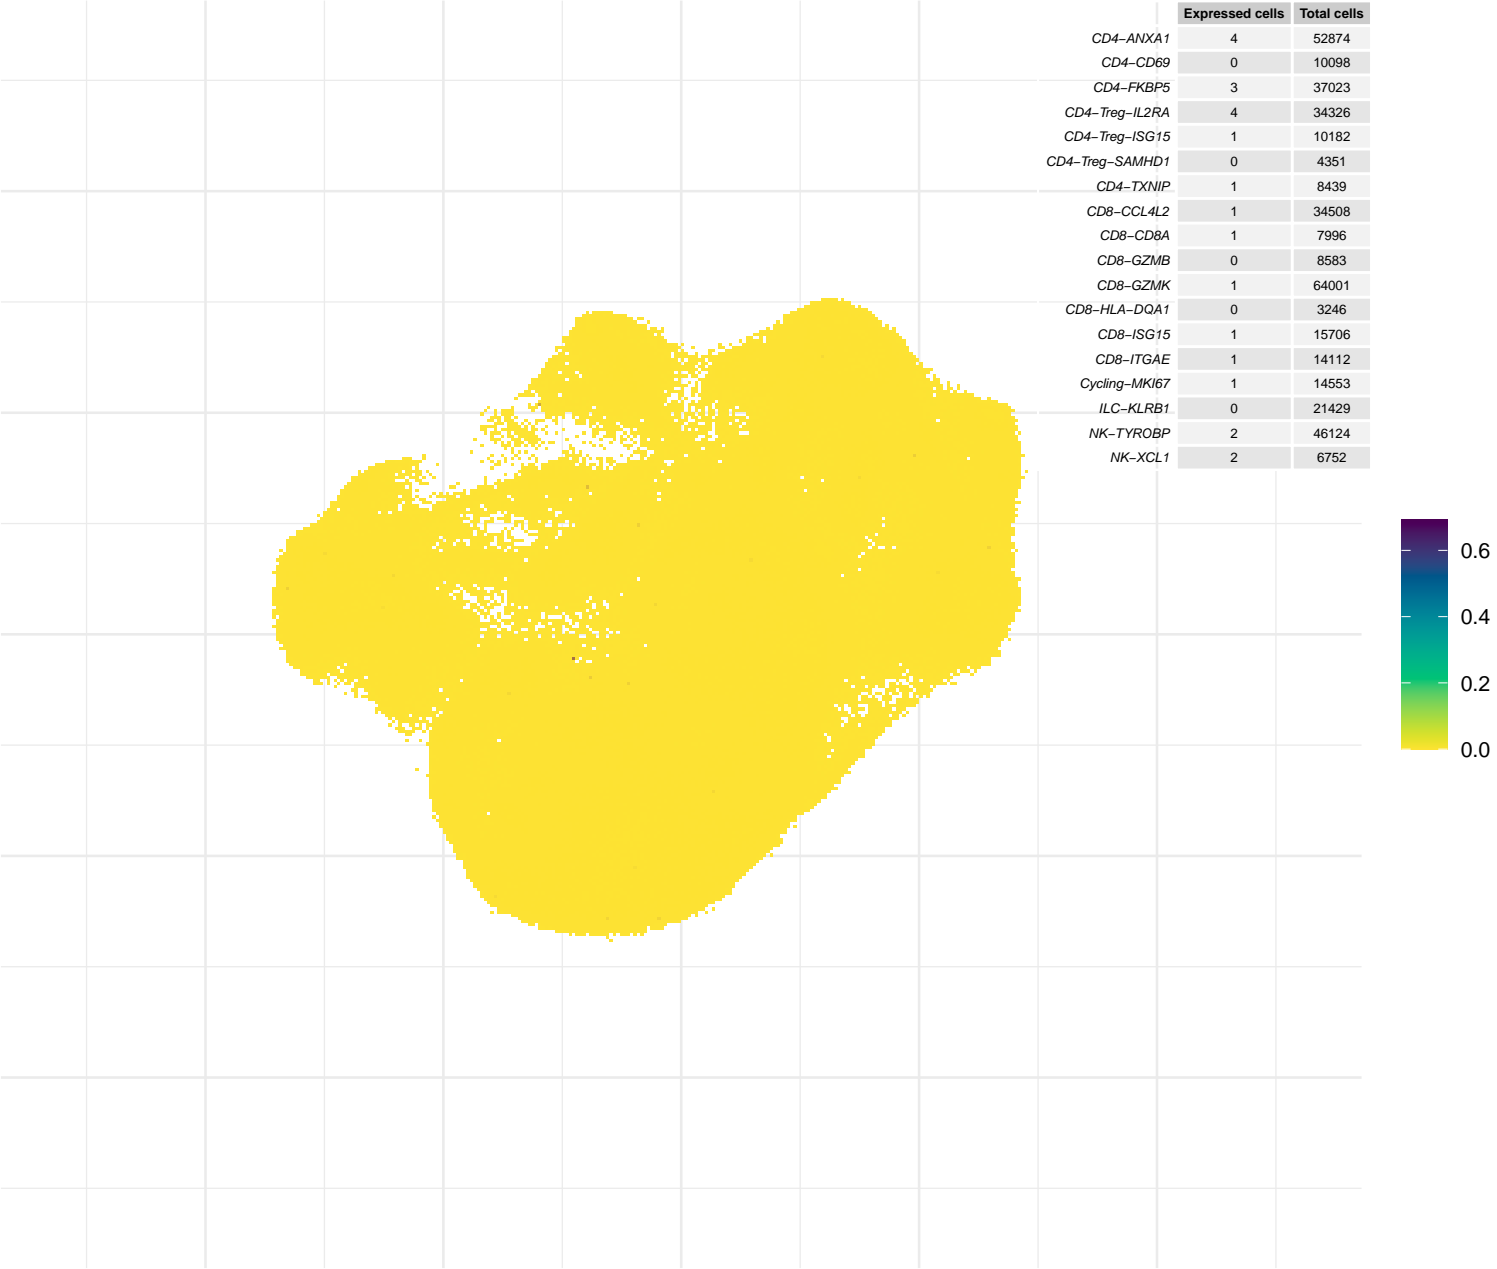 Expressed cells Total cells
CD4−ANXA1 4 52874
CD4−CD69 0 10098
CD4−FKBP5 3 37023
CD4−Treg−IL2RA 4 34326
CD4−Treg−ISG15 1 10182
CD4−Treg−SAMHD1 0 4351
CD4−TXNIP 1 8439
CD8−CCL4L2 1 34508
CD8−CD8A 1 7996
CD8−GZMB 0 8583
CD8−GZMK 1 64001
CD8−HLA−DQA1 0 3246
CD8−ISG15 1 15706
CD8−ITGAE 1 14112
Cycling−MKI67 1 14553
ILC−KLRB1 0 21429
NK−TYROBP 2 46124
NK−XCL1 2 6752
0.6
0.4
0.2
0.0